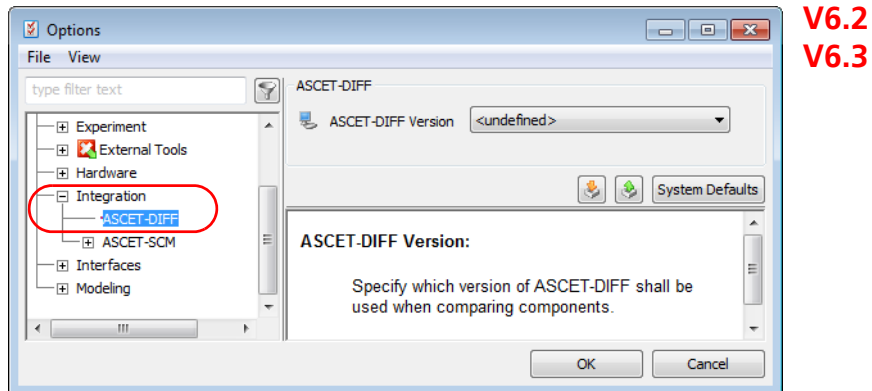 Options
V6.2
V6.3
File View
type filter text
Experiment
External Tools
Hardware
Integration
ASCET-DIFF
ASCET-SCM
Interfaces
Modeling
ASCET-DIFF
ASCET-DIFF Version <undefined>
System Defaults
ASCET-DIFF Version:
Specify which version of ASCET-DIFF shall be
used when comparing components.
OK Cancel